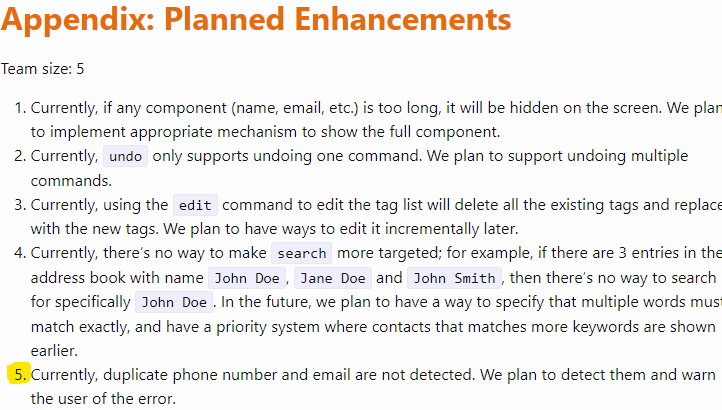 Appendix: Planned Enhancements
Team size: 5
1. Currently, if any component (name, email, etc.) is too long, it will be hidden on the screen. We plan
to implement appropriate mechanism to show the full component.
2. Currently, undo only supports undoing one command. We plan to support undoing multiple
commands.
3. Currently, using the edit command to edit the tag list will delete all the existing tags and replace
with the new tags. We plan to have ways to edit it incrementally later.
4. Currently, there's no way to make search more targeted; for example, if there are 3 entries in the
address book with name John Doe , Jane Doe and John Smith , then there's no way to search
for specifically John Doe . In the future, we plan to have a way to specify that multiple words must
match exactly, and have a priority system where contacts that matches more keywords are shown
earlier.
5. Currently, duplicate phone number and email are not detected. We plan to detect them and warn
the user of the error.